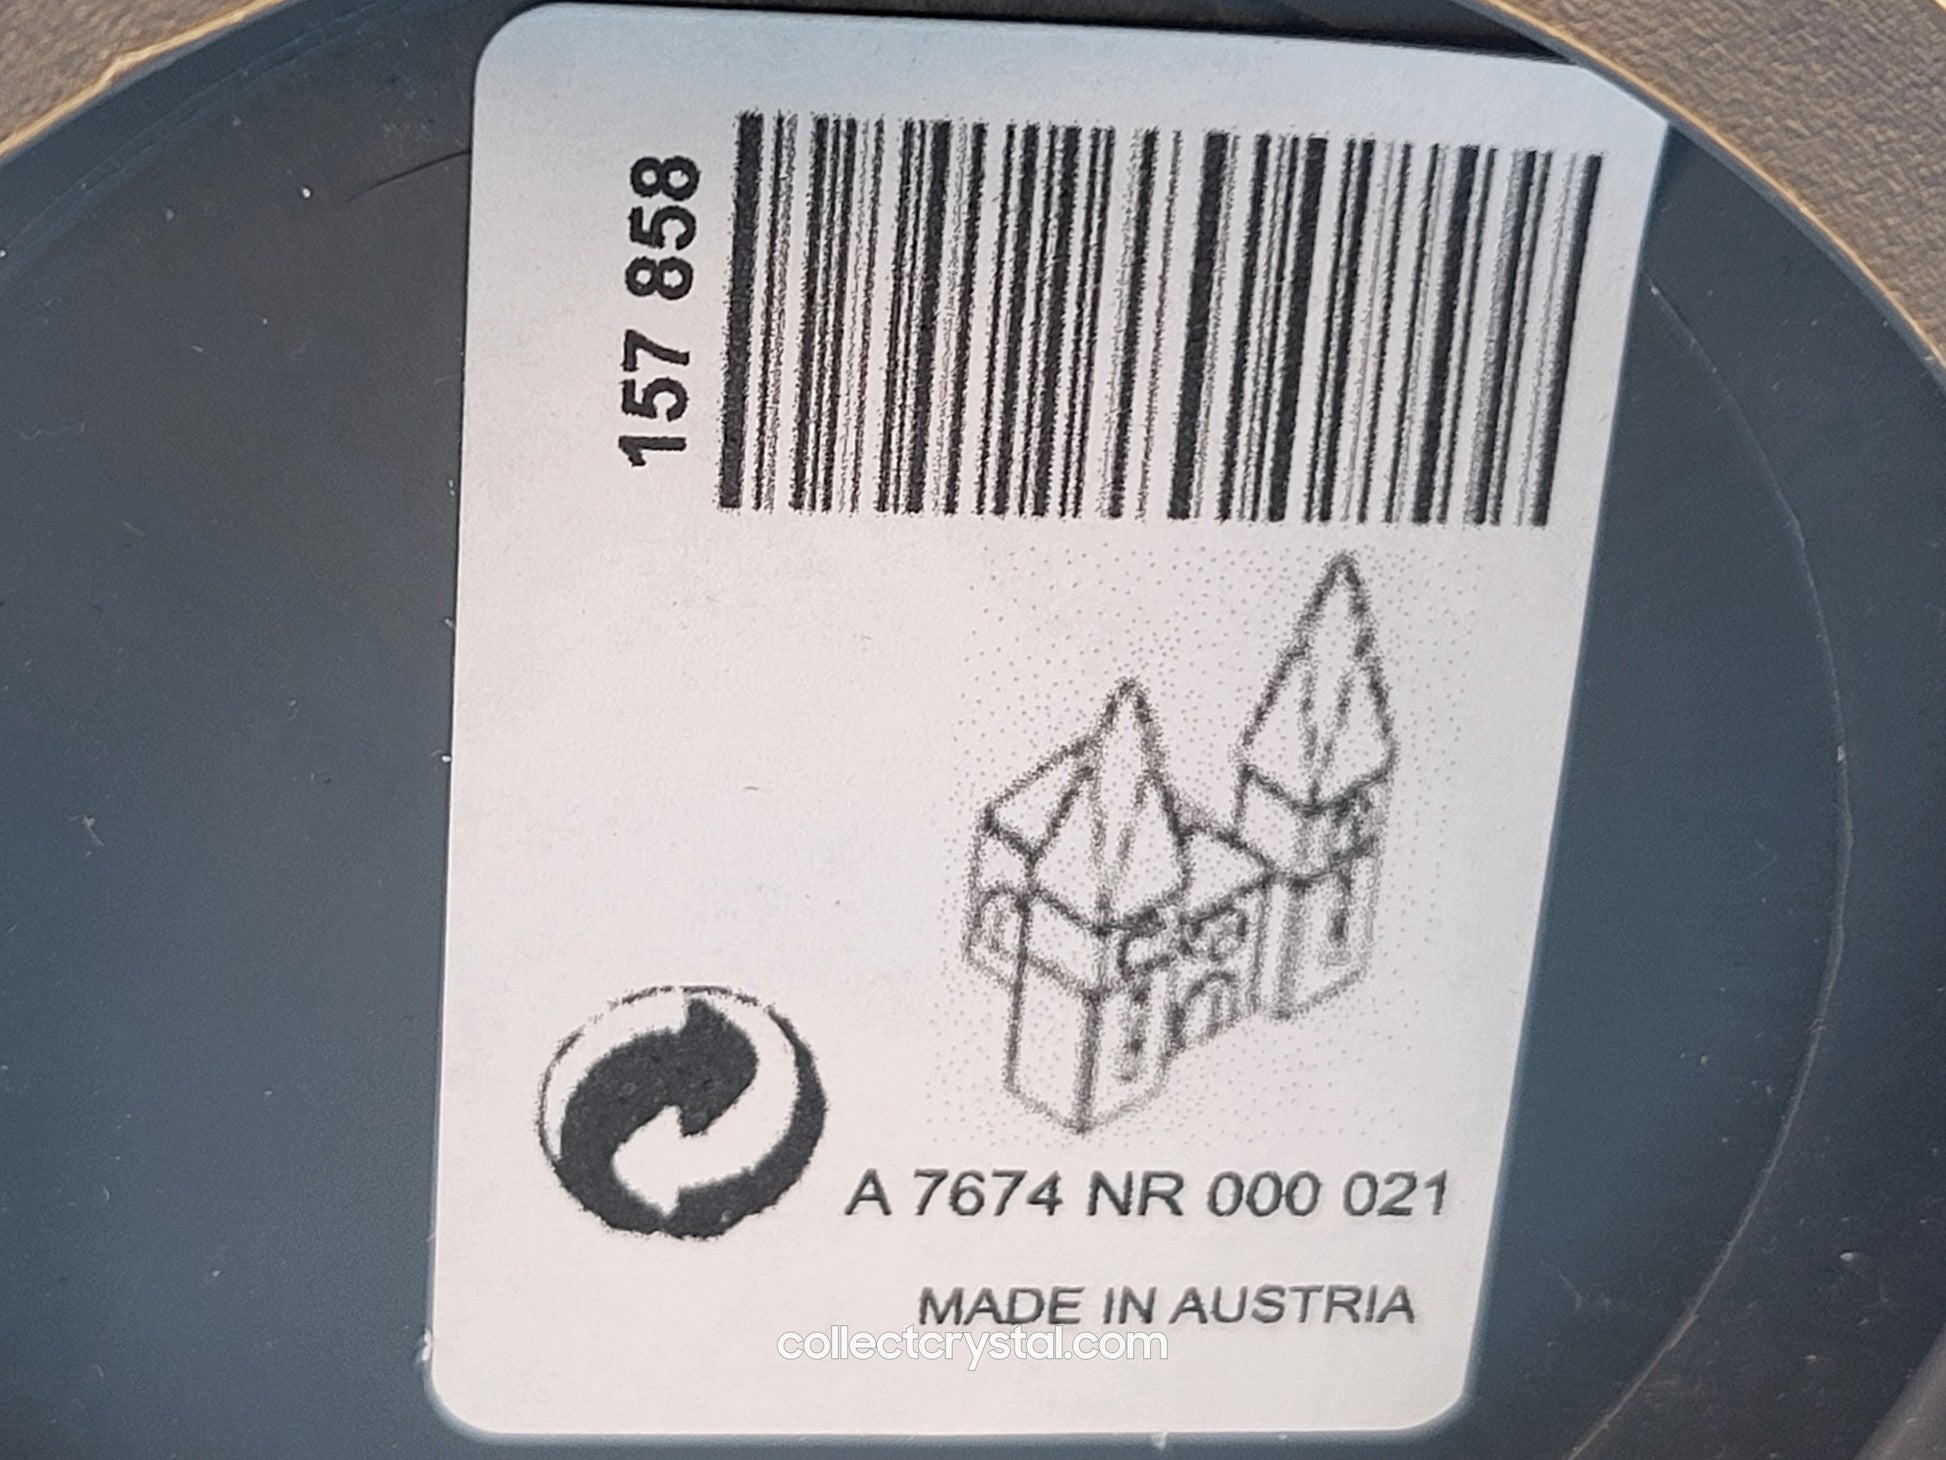 157 858
A 7674 NR 000 021
MADE IN AUSTRIA
collectcrystal.com